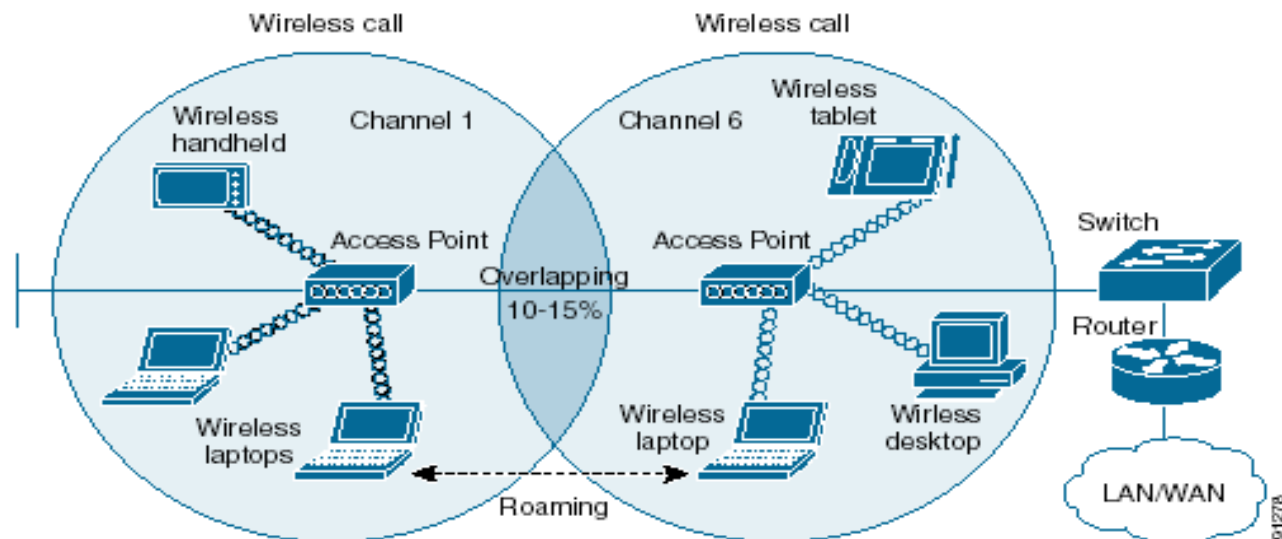 Wireless call
Wireless call
Wireless
handheld
Channel 1
Channel 6
Wireless
tablet
Access Point
Access Point
Overlapping
10-15%
Switch
Router
Wireless
laptops
Wireless
laptop
Wirless
desktop
Roaming
LAN/WAN
91278